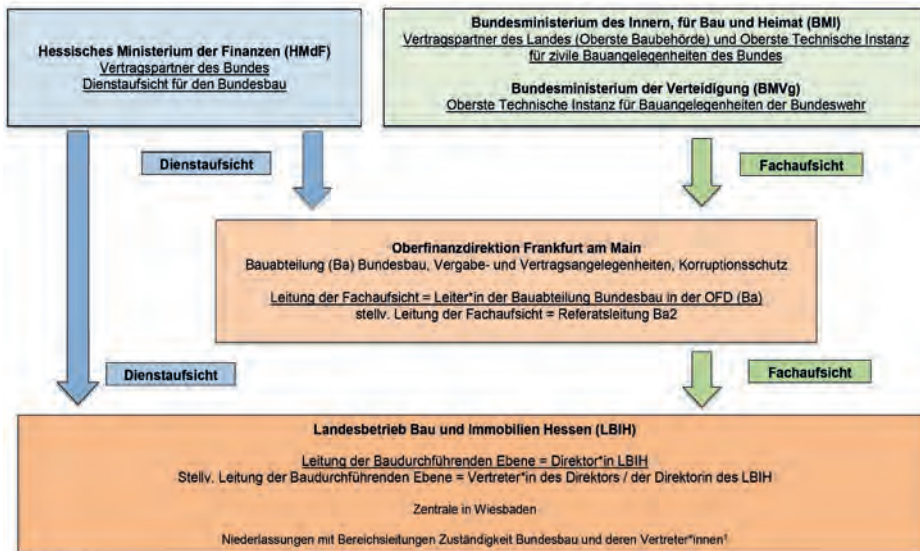 Hessisches Ministerium der Finanzen (HMdF)
Vertragspartner des Bundes
Dienstaufsicht für den Bundesbau
Bundesministerium des Innern, für Bau und Heimat (BMI)
Vertragspartner des Landes (Oberste Baubehörde) und Oberste Technische Instanz
für zivile Bauangelegenheiten des Bundes
Bundesministerium der Verteidigung (BMVg)
Oberste Technische Instanz für Bauangelegenheiten der Bundeswehr
Dienstaufsicht
Fachaufsicht
Oberfinanzdirektion Frankfurt am Main
Bauabteilung (Ba) Bundesbau, Vergabe- und Vertragsangelegenheiten, Korruptionsschutz
Leitung der Fachaufsicht = Leiter*in der Bauabteilung Bundesbau in der OFD (Ba)
stellv. Leitung der Fachaufsicht = Referatsleitung Ba2
Dienstaufsicht
Fachaufsicht
Landesbetrieb Bau und Immobilien Hessen (LBIH)
Leitung der Baudurchführenden Ebene = Direktor*in LBIH
Stellv. Leitung der Baudurchführenden Ebene = Vertreter*in des Direktors / der Direktorin des LBIH
Zentrale in Wiesbaden
Niederlassungen mit Bereichsleitungen Zuständigkeit Bundesbau und deren Vertreter*innen¹